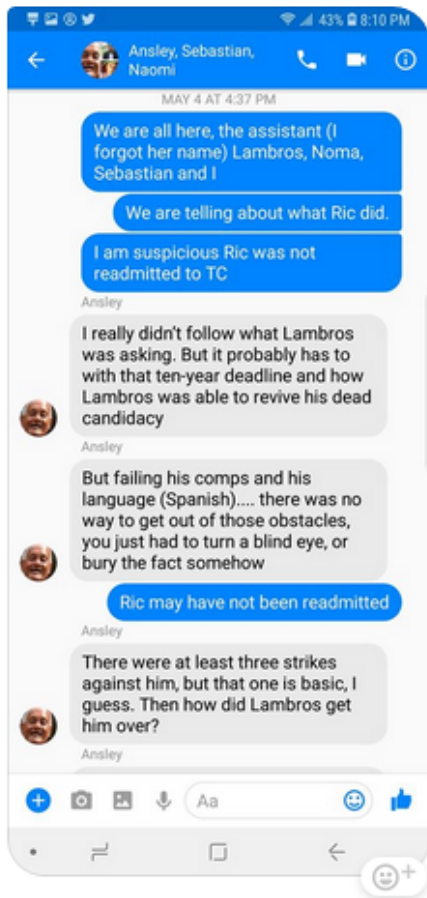 43% 8:10 PM
Ansley, Sebastian,
Naomi
MAY 4 AT 4:37 PM
We are all here, the assistant (I
forgot her name) Lambros, Noma,
Sebastian and I
We are telling about what Ric did.
I am suspicious Ric was not
readmitted to TC
Ansley
I really didn't follow what Lambros
was asking. But it probably has to
with that ten-year deadline and how
Lambros was able to revive his dead
candidacy
Ansley
But failing his comps and his
language (Spanish).... there was no
way to get out of those obstacles,
you just had to turn a blind eye, or
bury the fact somehow
Ric may have not been readmitted
Ansley
There were at least three strikes
against him, but that one is basic, I
guess. Then how did Lambros get
him over?
Ansley
Aa